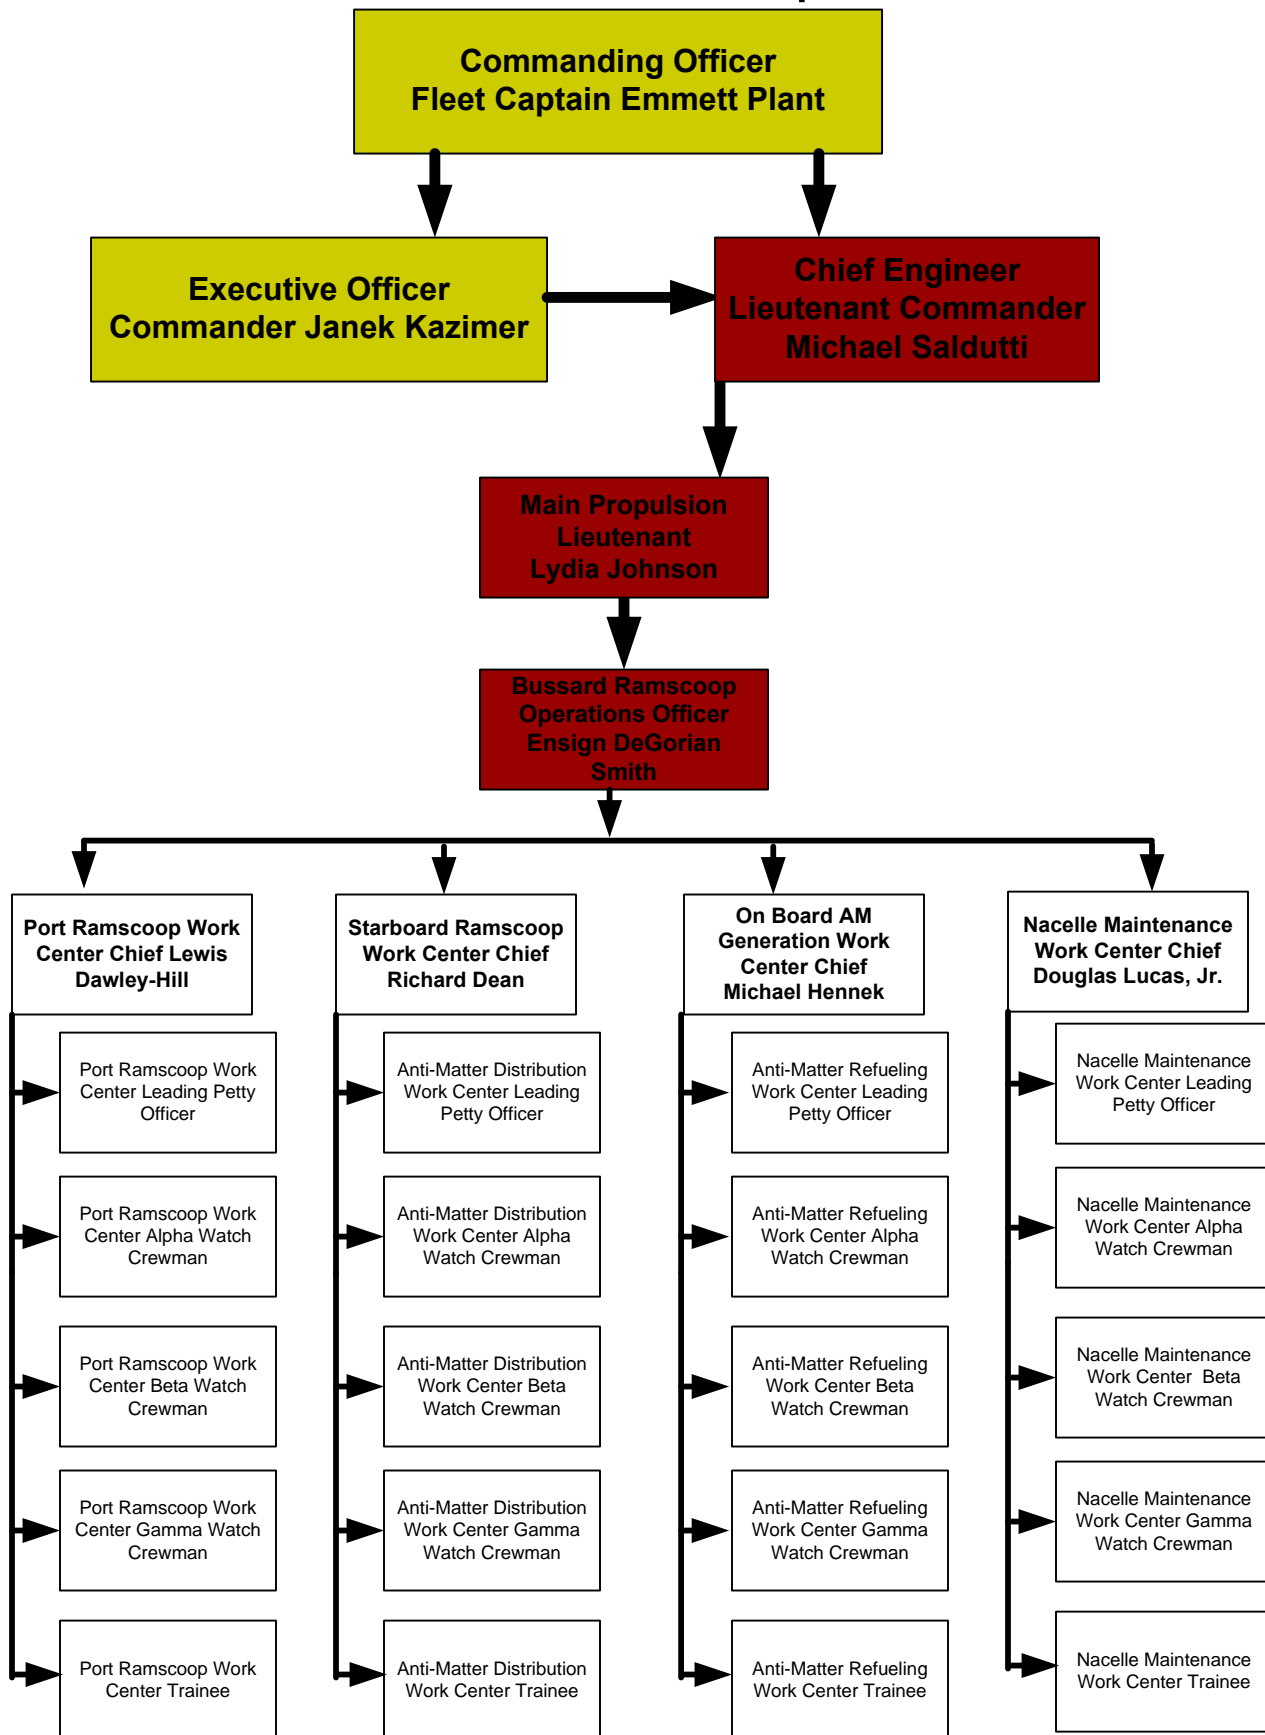 Commanding Officer
Fleet Captain Emmett Plant
Executive Officer
Commander Janek Kazimer
Chief Engineer
Lieutenant Commander
Michael Saldutti
Main Propulsion
Lieutenant
Lydia Johnson
Bussard Ramscoop
Operations Officer
Ensign DeGorian
Smith
Port Ramscoop Work
Center Chief Lewis
Dawley-Hill
Starboard Ramscoop
Work Center Chief
Richard Dean
On Board AM
Generation Work
Center Chief
Michael Hennek
Nacelle Maintenance
Work Center Chief
Douglas Lucas, Jr.
Port Ramscoop Work
Center Leading Petty
Officer
Anti-Matter Distribution
Work Center Leading
Petty Officer
Anti-Matter Refueling
Work Center Leading
Petty Officer
Nacelle Maintenance
Work Center Leading
Petty Officer
Port Ramscoop Work
Center Alpha Watch
Crewman
Anti-Matter Distribution
Work Center Alpha
Watch Crewman
Anti-Matter Refueling
Work Center Alpha
Watch Crewman
Nacelle Maintenance
Work Center Alpha
Watch Crewman
Port Ramscoop Work
Center Beta Watch
Crewman
Anti-Matter Distribution
Work Center Beta
Watch Crewman
Anti-Matter Refueling
Work Center Beta
Watch Crewman
Nacelle Maintenance
Work Center  Beta
Watch Crewman
Port Ramscoop Work
Center Gamma Watch
Crewman
Anti-Matter Distribution
Work Center Gamma
Watch Crewman
Anti-Matter Refueling
Work Center Gamma
Watch Crewman
Nacelle Maintenance
Work Center Gamma
Watch Crewman
Port Ramscoop Work
Center Trainee
Anti-Matter Distribution
Work Center Trainee
Anti-Matter Refueling
Work Center Trainee
Nacelle Maintenance
Work Center Trainee